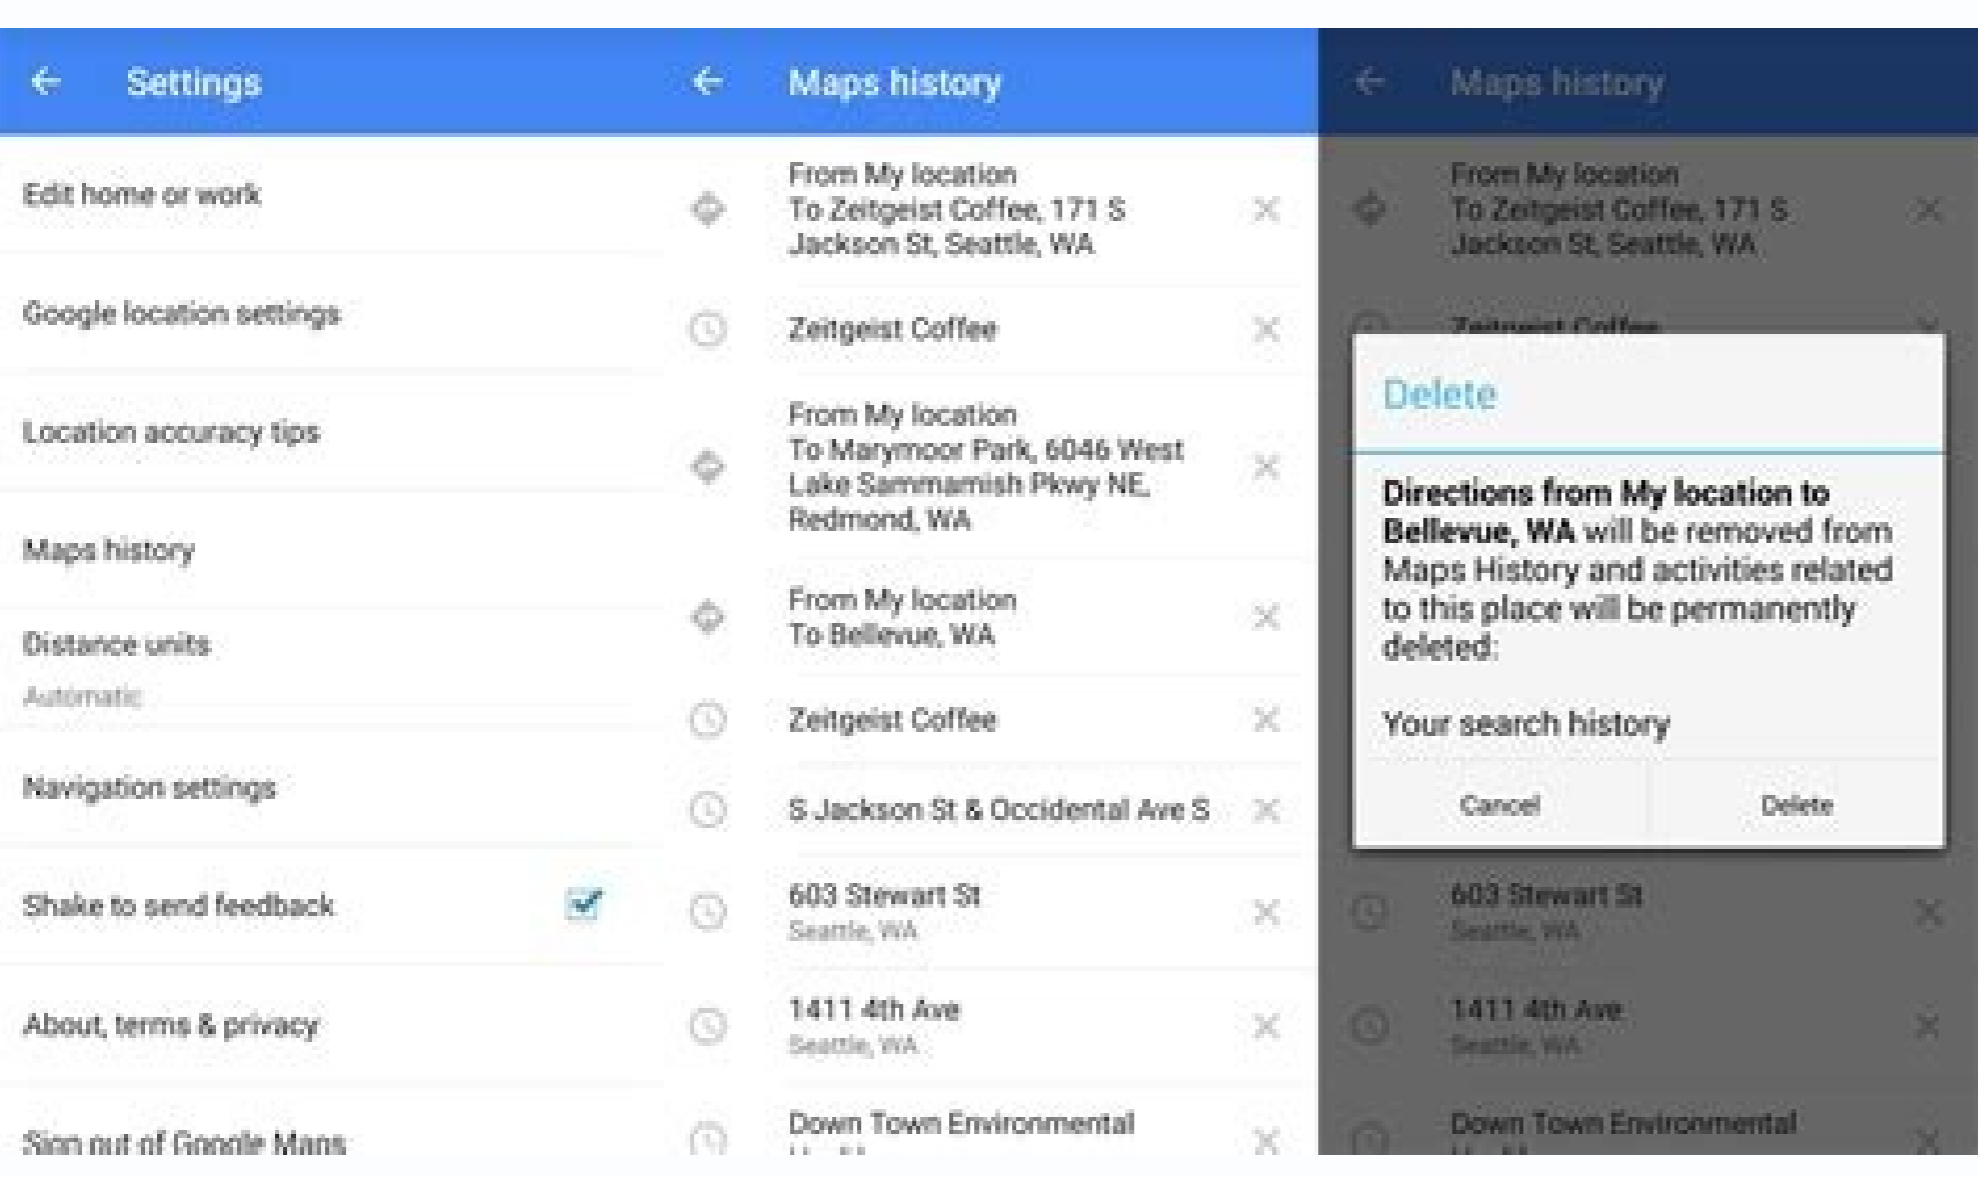 Settings
Edit home or work
Google location settings
Location accuracy tips
Maps history
Distance units
Automatic
Navigation settings
Shake to send feedback
About, terms & privacy
Sign out of Google Maps
Maps history
From My location
To Zeitgeist Coffee, 171 S
Jackson St, Seattle, WA
Zeitgeist Coffee
From My location
To Marymoor Park, 6046 West
Lake Sammamish Pkwy NE,
Redmond, WA
From My location
To Bellevue, WA
Zeitgeist Coffee
S Jackson St & Occidental Ave S
603 Stewart St
Seattle, WA
1411 4th Ave
Seattle, WA
Down Town Environmental
Maps history
From My location
To Zeitgeist Coffee, 171 S
Jackson St, Seattle, WA
Zeitgeist Coffee
Delete
Directions from My location to
Bellevue, WA will be removed from
Maps History and activities related
to this place will be permanently
deleted:
Your search history
Cancel Delete
603 Stewart St
Seattle, WA
1411 4th Ave
Seattle, WA
Down Town Environmental